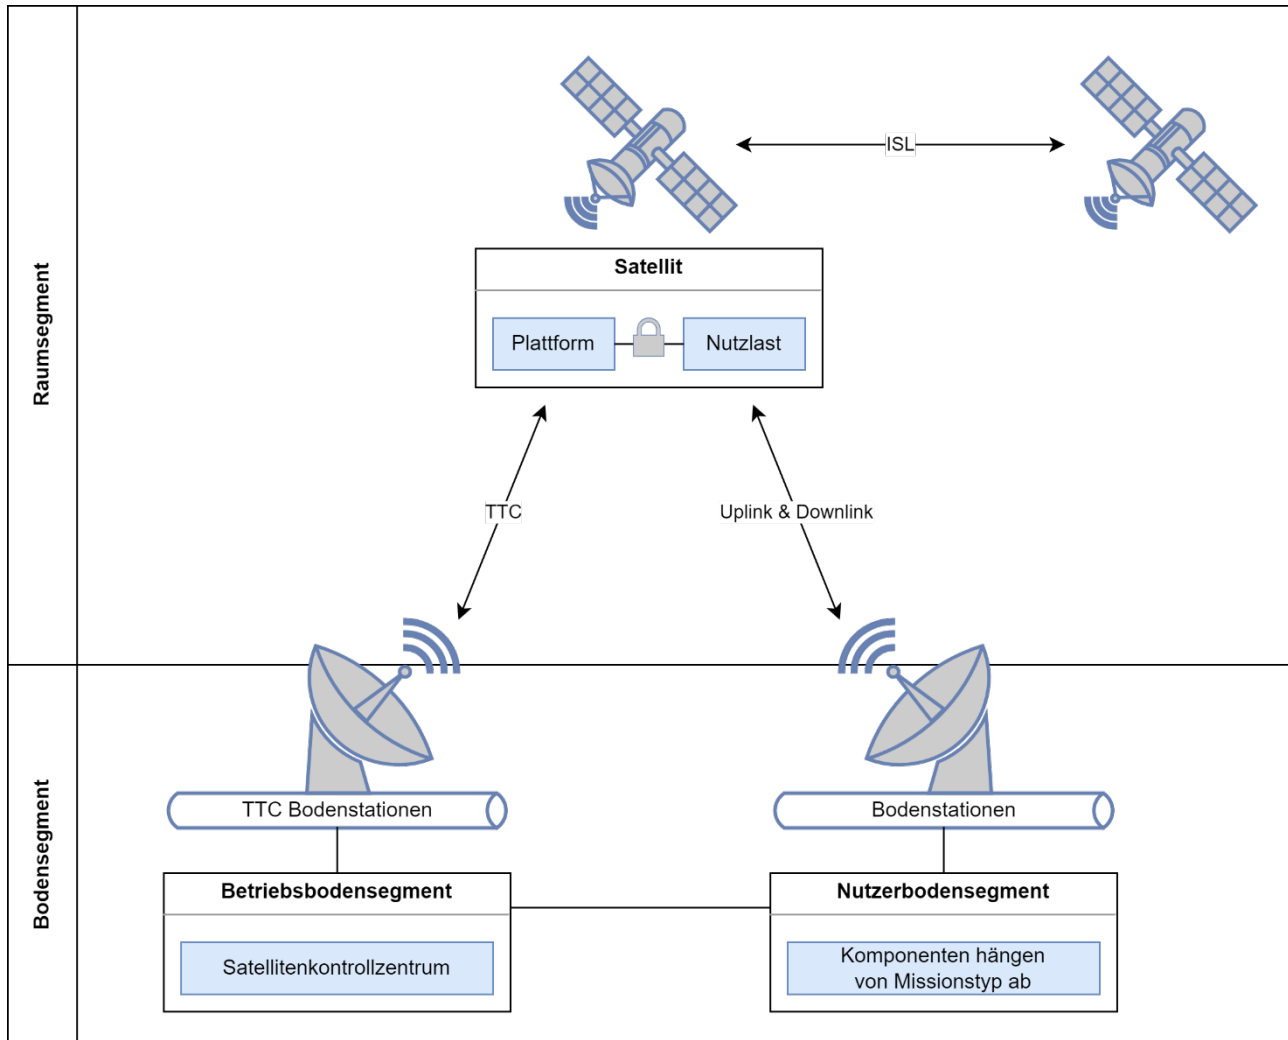 Raumsegment
ISL
Satellit
Plattform
Nutzlast
TTC
Uplink & Downlink
Bodensegment
TTC Bodenstationen
Bodenstationen
Betriebsbodensegment
Nutzerbodensegment
Satellitenkontrollzentrum
Komponenten hängen
von Missionstyp ab